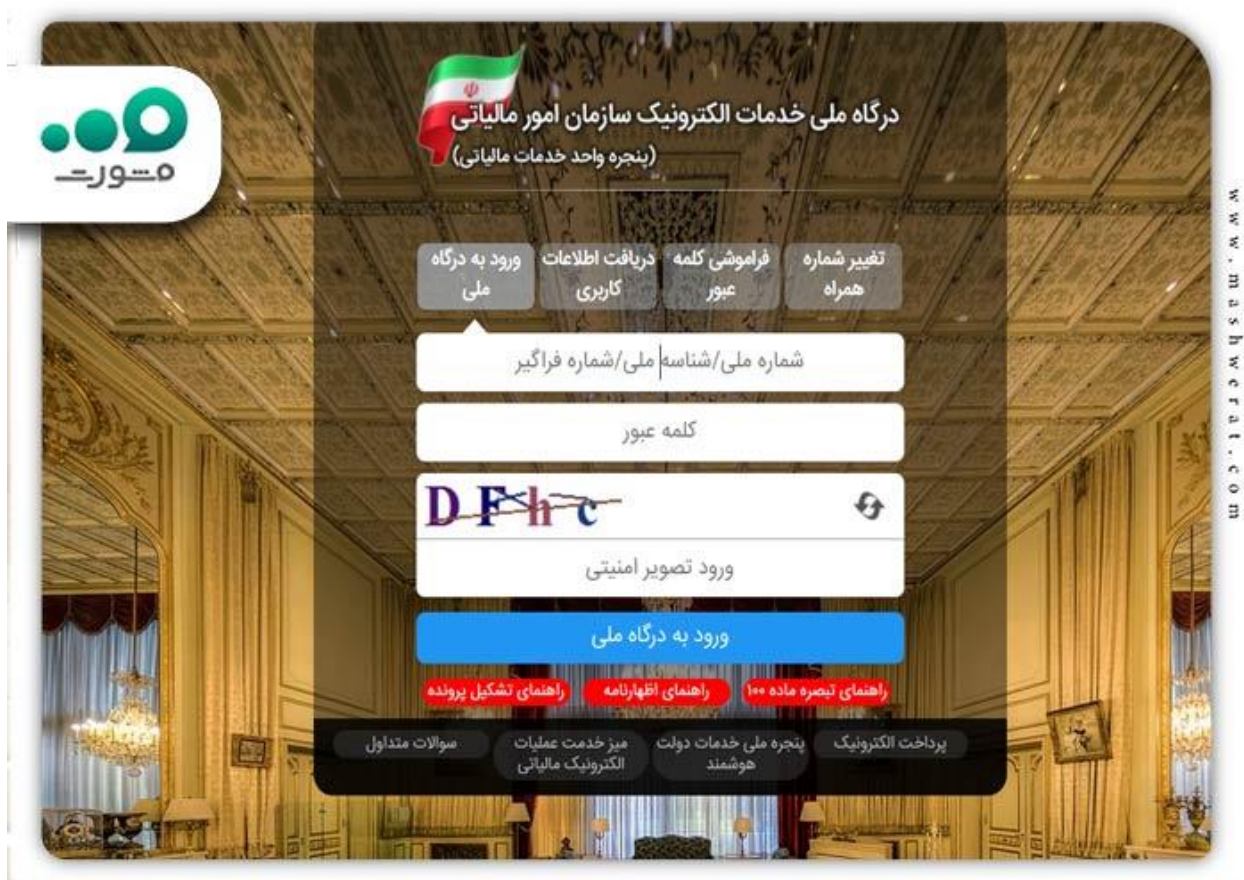 مشورت
www.mashwerat.com
درگاه ملی خدمات الکترونیک سازمان امور مالیاتی
(پنجره واحد خدمات مالیاتی)
تغییر شماره همراه
فراموشی کلمه عبور
دریافت اطلاعات کاربری
ورود به درگاه ملی
شماره ملی/شناسه ملی/شماره فراگیر
کلمه عبور
D F h c
ورود تصویر امنیتی
ورود به درگاه ملی
راهنمای تبصره ماده ۱۰۰
راهنمای اظهارنامه
راهنمای تشکیل پرونده
پرداخت الکترونیک
پنجره ملی خدمات دولت هوشمند
میز خدمت عملیات الکترونیک مالیاتی
سوالات متداول